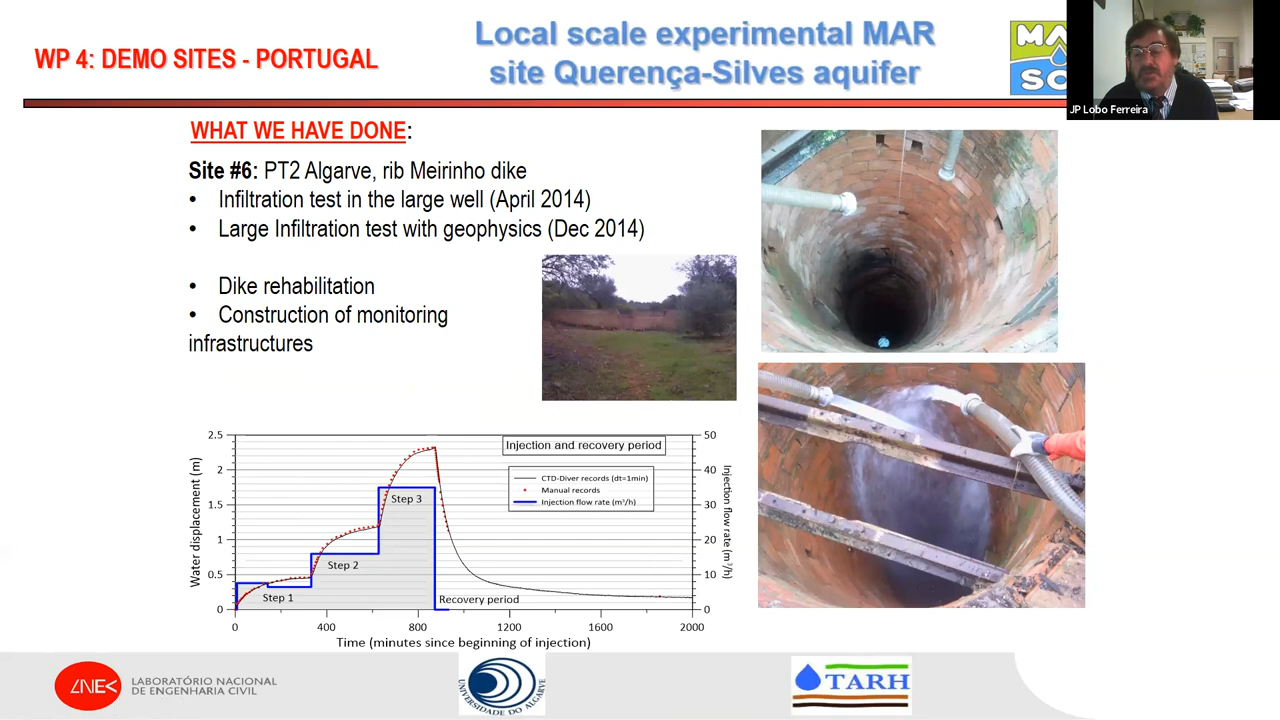 WP 4: DEMO SITES - PORTUGAL
Local scale experimental MAR
site Querença-Silves aquifer
JP Lobo Ferreira
WHAT WE HAVE DONE:
Site #6: PT2 Algarve, rib Meirinho dike
• Infiltration test in the large well (April 2014)
• Large Infiltration test with geophysics (Dec 2014)
• Dike rehabilitation
• Construction of monitoring
infrastructures
Injection and recovery period
CTD-Diver records (dt=1min)
Manual records
Injection flow rate (m³/h)
Water displacement (m)
2.5
2
1.5
1
0.5
0
Step 1
Step 2
Step 3
Recovery period
50
40
30
20
10
0
Injection flow rate (m³/h)
0 400 800 1200 1600 2000
Time (minutes since beginning of injection)
LNEC
LABORATÓRIO NACIONAL
DE ENGENHARIA CIVIL
UNIVERSIDADE DO ALGARVE
TARH